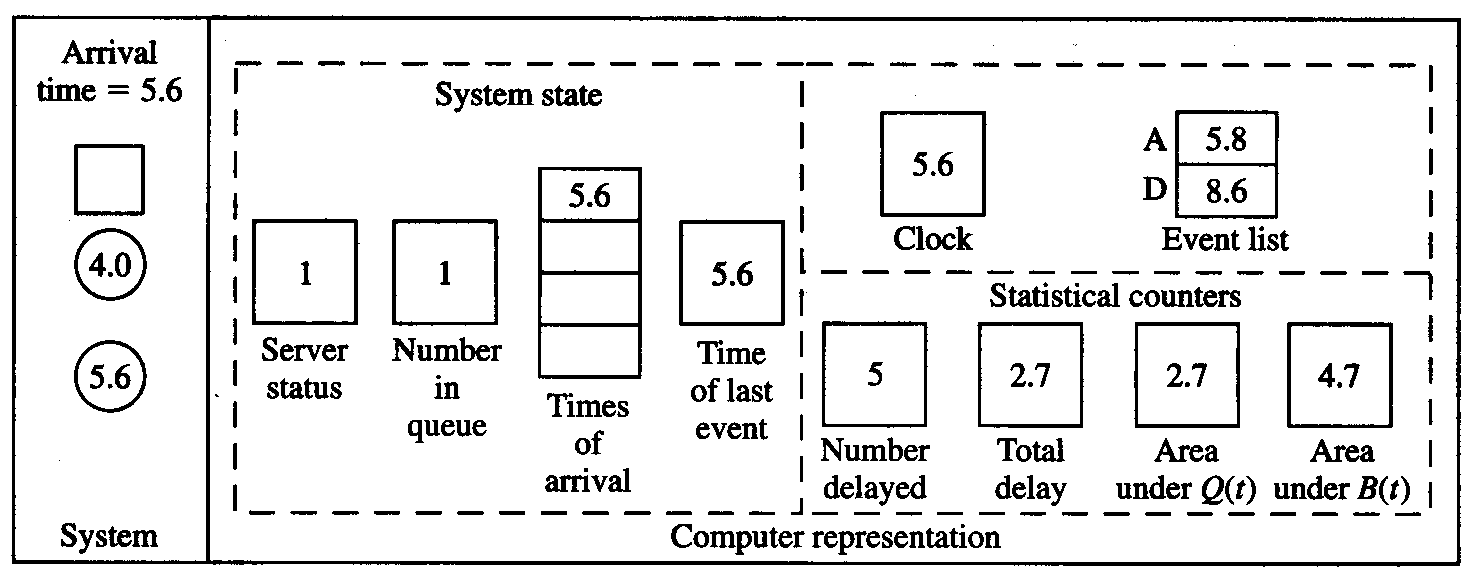 Arrival
time = 5.6
4.0
5.6
System
System state
1
Server
status
1
Number
in
queue
5.6
Times
of
arrival
5.6
Time
of last
event
5.6
Clock
A 5.8
D 8.6
Event list
Statistical counters
5
Number
delayed
2.7
Total
delay
2.7
Area
under Q(t)
4.7
Area
under B(t)
Computer representation